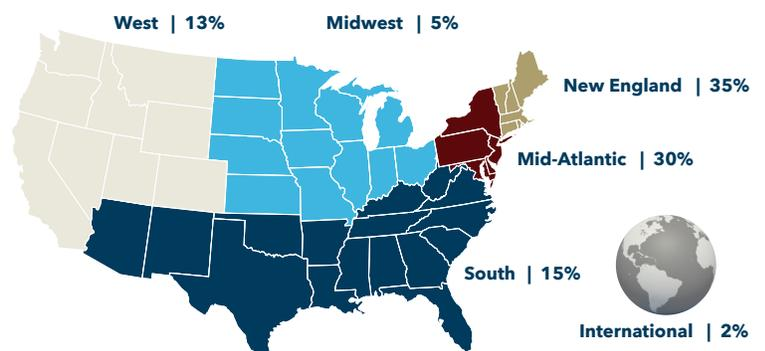 West | 13%
Midwest | 5%
New England | 35%
Mid-Atlantic | 30%
South | 15%
International | 2%